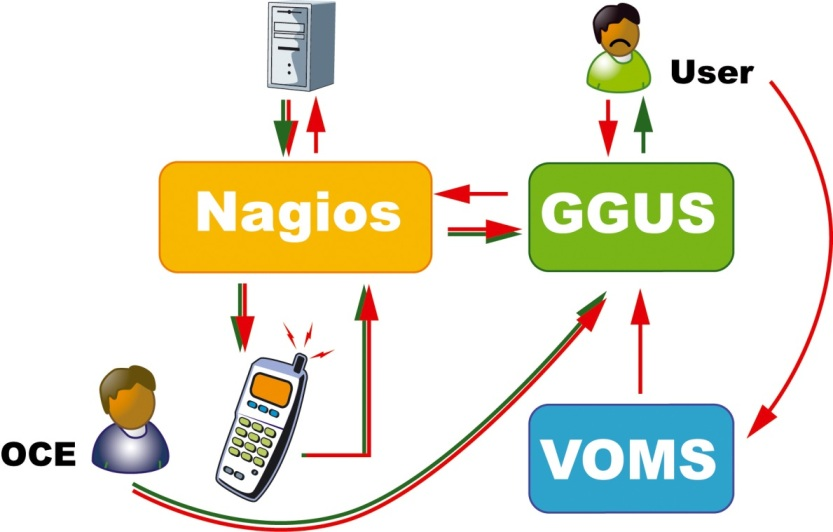 User
Nagios
GGUS
OCE
VOMS